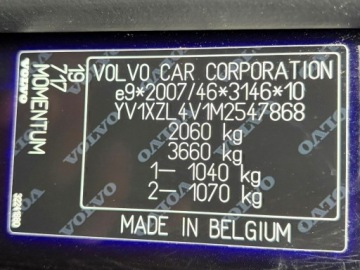 VOLVO CAR CORPORATION
e9*2007/46*3146*10
YV1XZL4V1M2547868
2060 kg
3660 kg
1– 1040 kg
2– 1070 kg
MADE IN BELGIUM
19
717
MOMENTUM
VOLVO